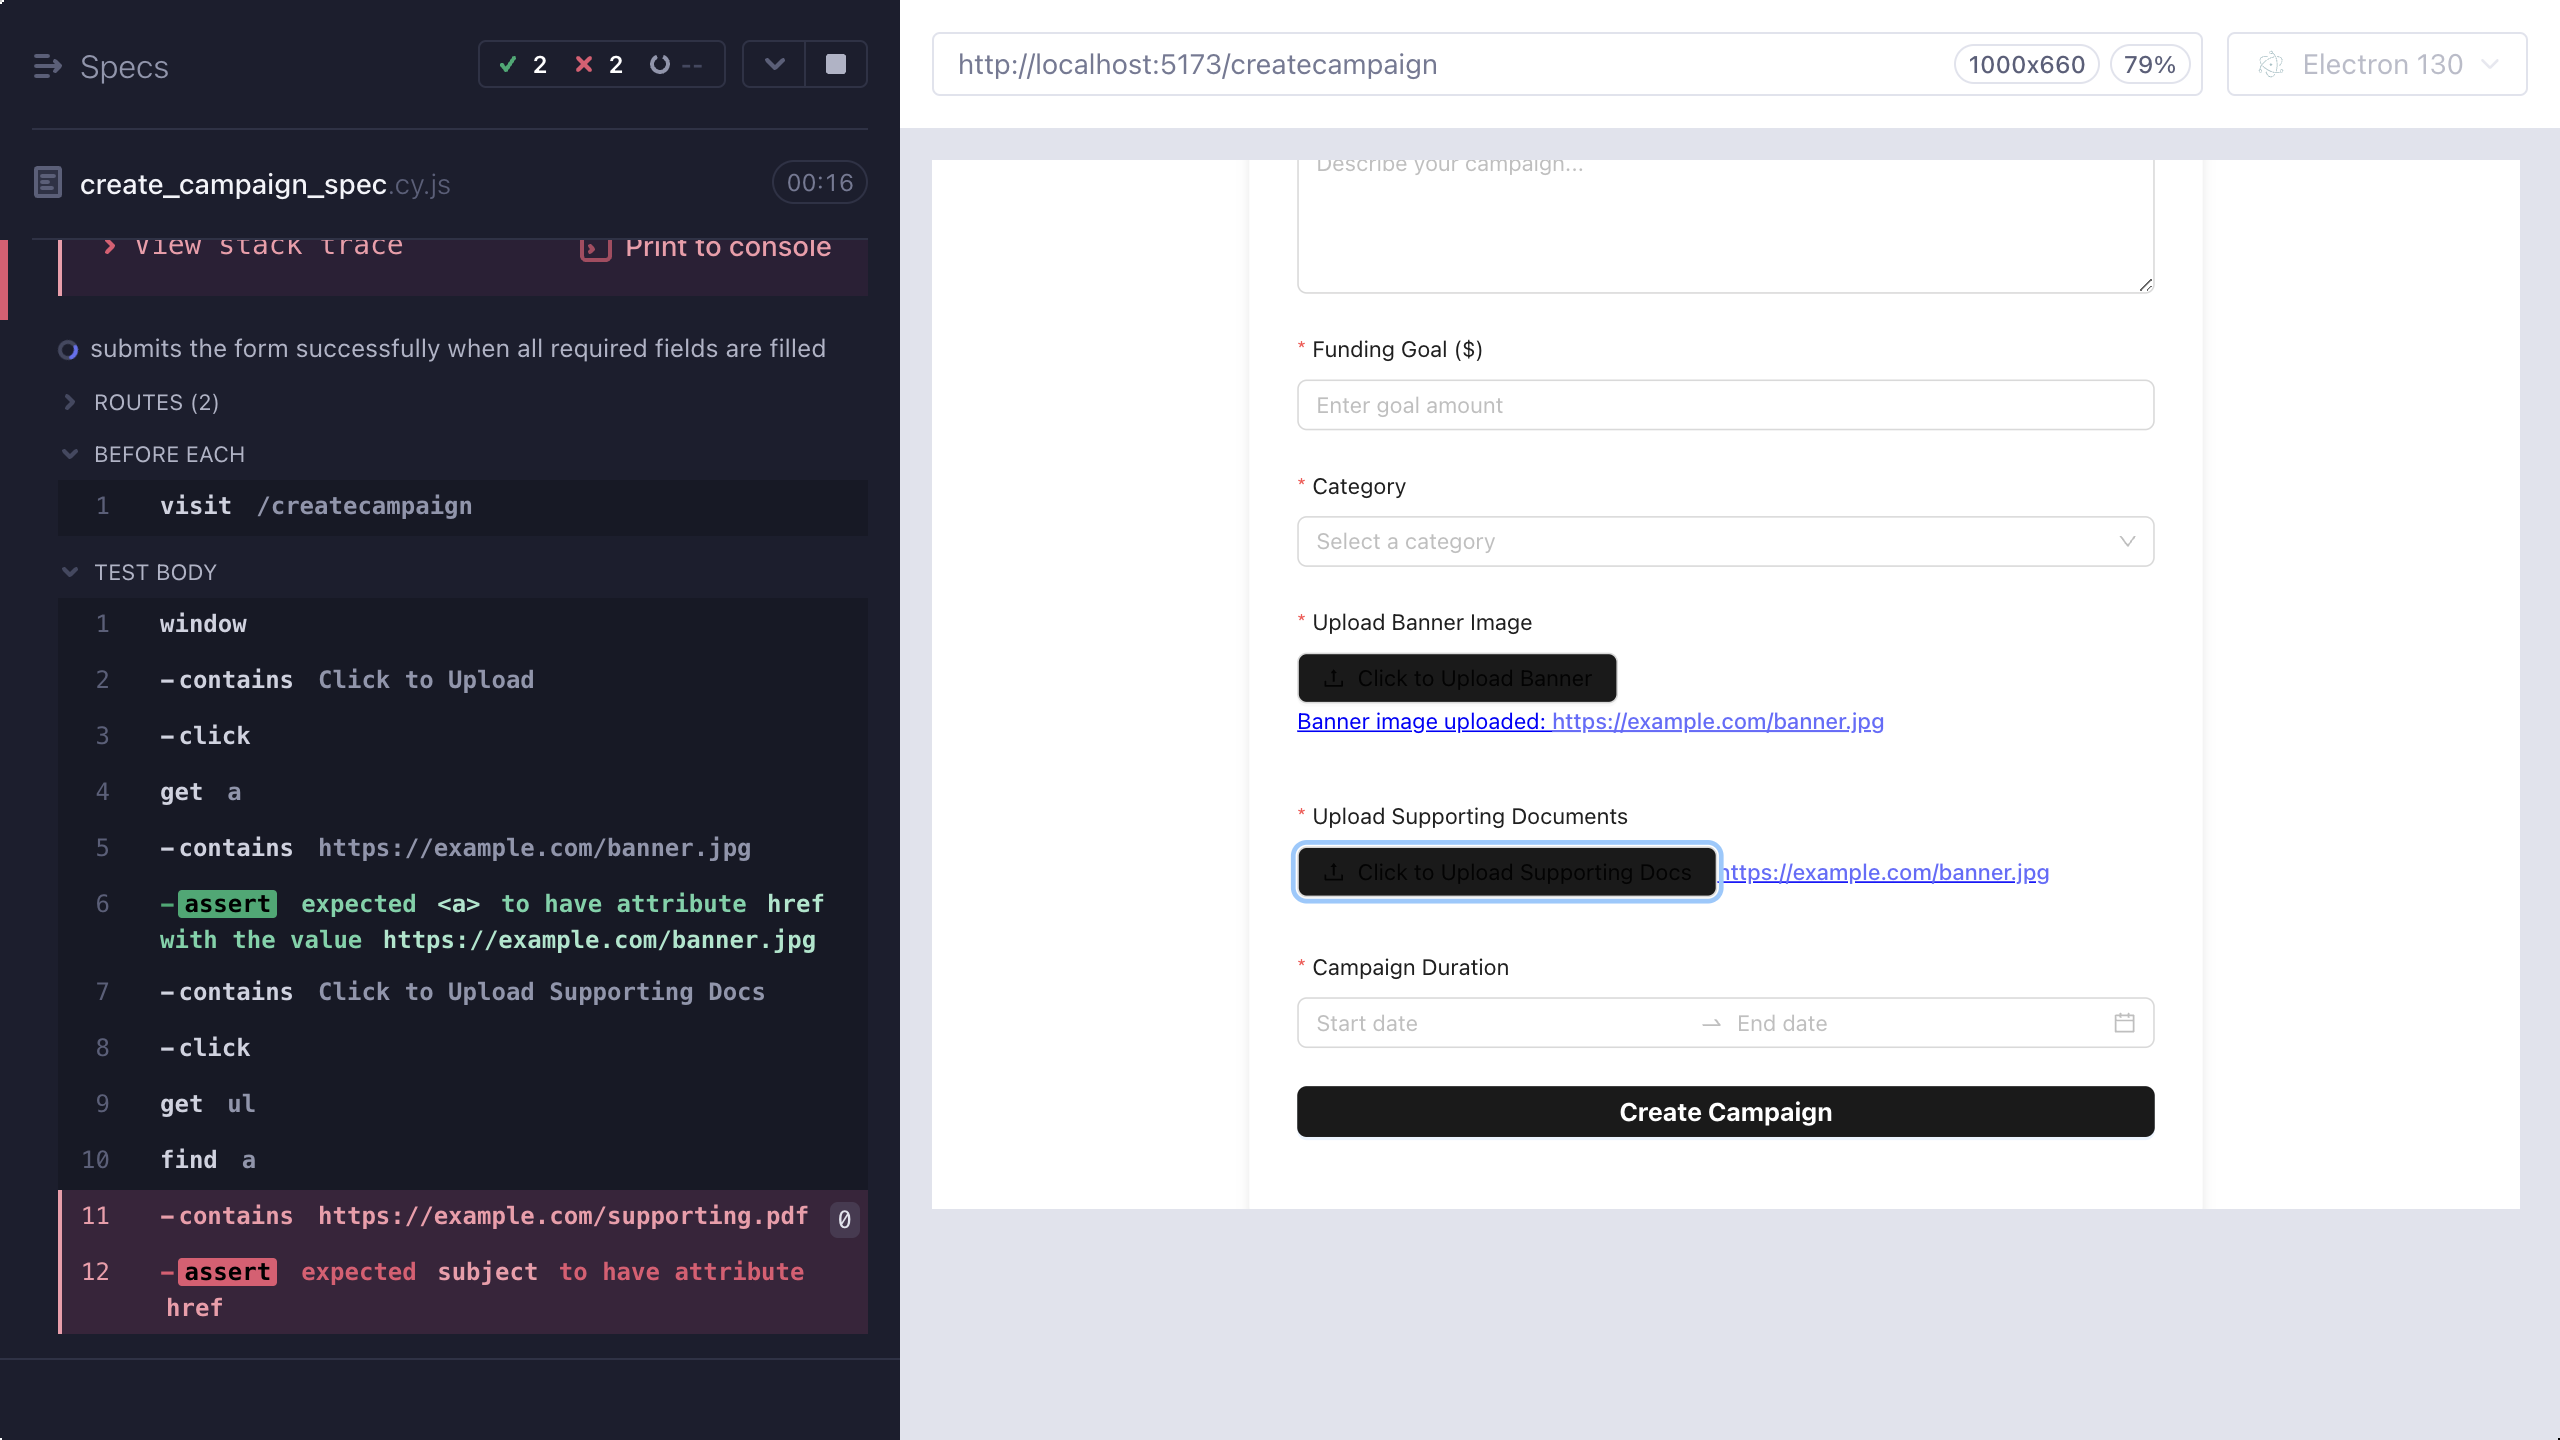 Specs
2
2
--
create_campaign_spec.cy.js
00:16
View stack trace
Print to console
submits the form successfully when all required fields are filled
ROUTES (2)
BEFORE EACH
1 visit /createcampaign
TEST BODY
1 window
2 -contains Click to Upload
3 -click
4 get a
5 -contains https://example.com/banner.jpg
6 -assert expected <a> to have attribute href
with the value https://example.com/banner.jpg
7 -contains Click to Upload Supporting Docs
8 -click
9 get ul
10 find a
11 -contains https://example.com/supporting.pdf 0
12 -assert expected subject to have attribute
href
http://localhost:5173/createcampaign
1000x660
79%
Electron 130
Describe your campaign...
* Funding Goal ($)
Enter goal amount
* Category
Select a category
* Upload Banner Image
Click to Upload Banner
Banner image uploaded: https://example.com/banner.jpg
* Upload Supporting Documents
Click to Upload Supporting Docs https://example.com/banner.jpg
* Campaign Duration
Start date → End date
Create Campaign